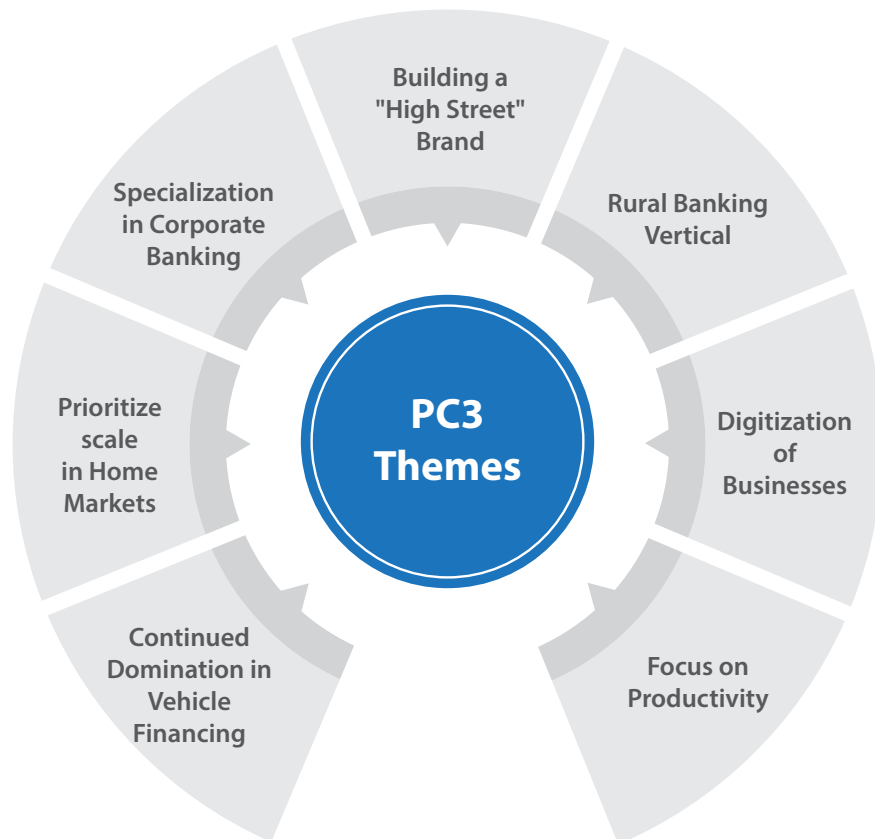 Building a
"High Street"
Brand
Specialization
in Corporate
Banking
Rural Banking
Vertical
Prioritize
scale
in Home
Markets
PC3
Themes
Digitization
of
Businesses
Continued
Domination in
Vehicle
Financing
Focus on
Productivity